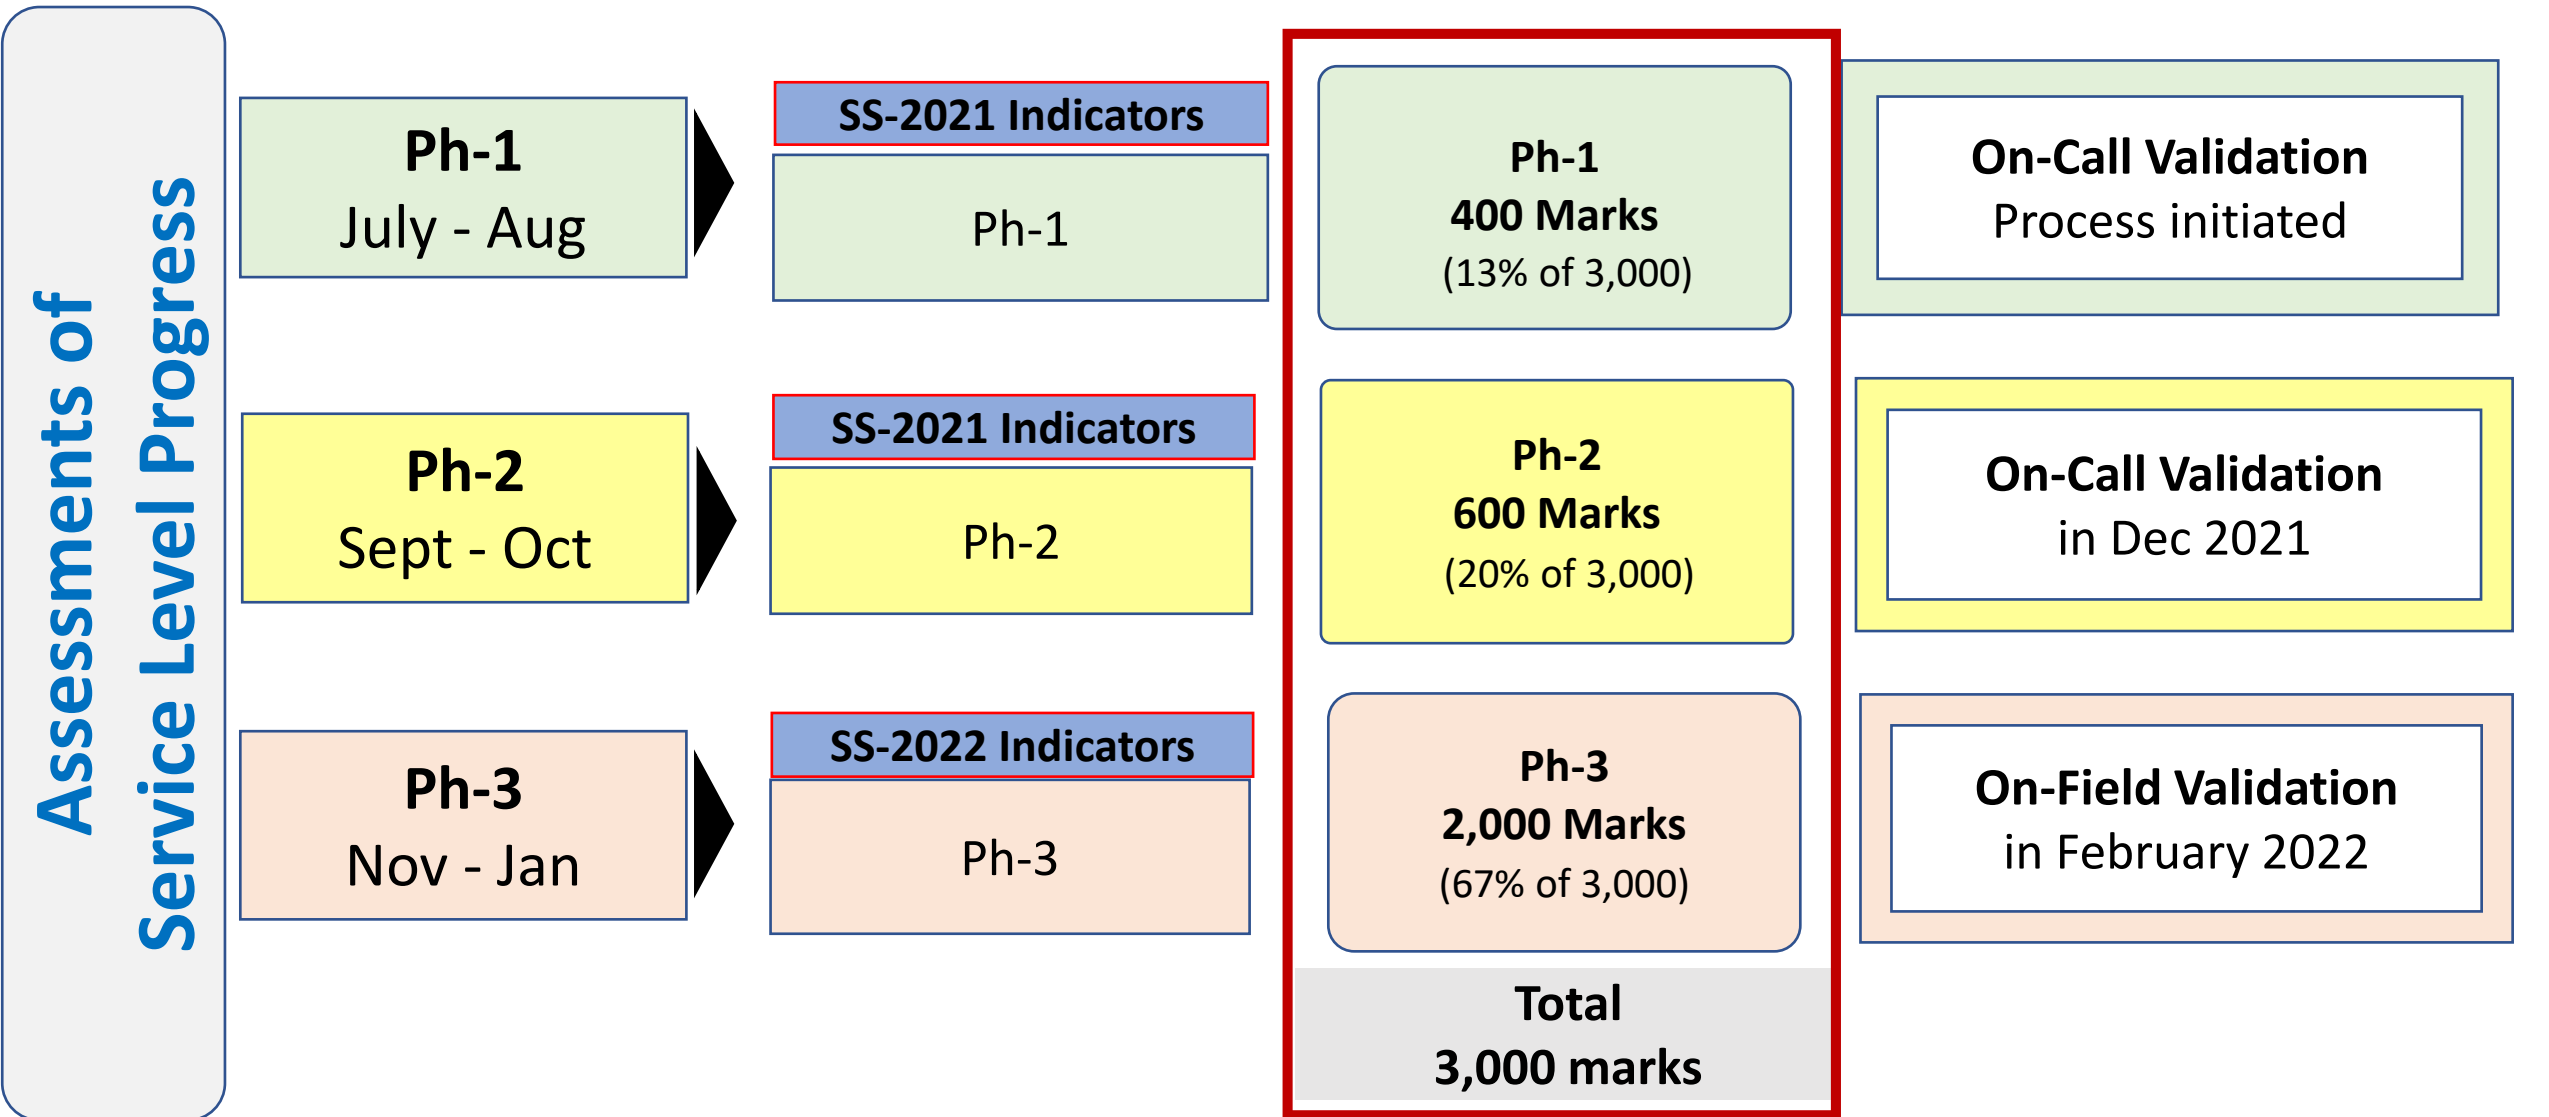 Assessments of
Service Level Progress
Ph-1
July - Aug
SS-2021 Indicators
Ph-1
Ph-1
400 Marks
(13% of 3,000)
On-Call Validation
Process initiated
Ph-2
Sept - Oct
SS-2021 Indicators
Ph-2
Ph-2
600 Marks
(20% of 3,000)
On-Call Validation
in Dec 2021
Ph-3
Nov - Jan
SS-2022 Indicators
Ph-3
Ph-3
2,000 Marks
(67% of 3,000)
On-Field Validation
in February 2022
Total
3,000 marks